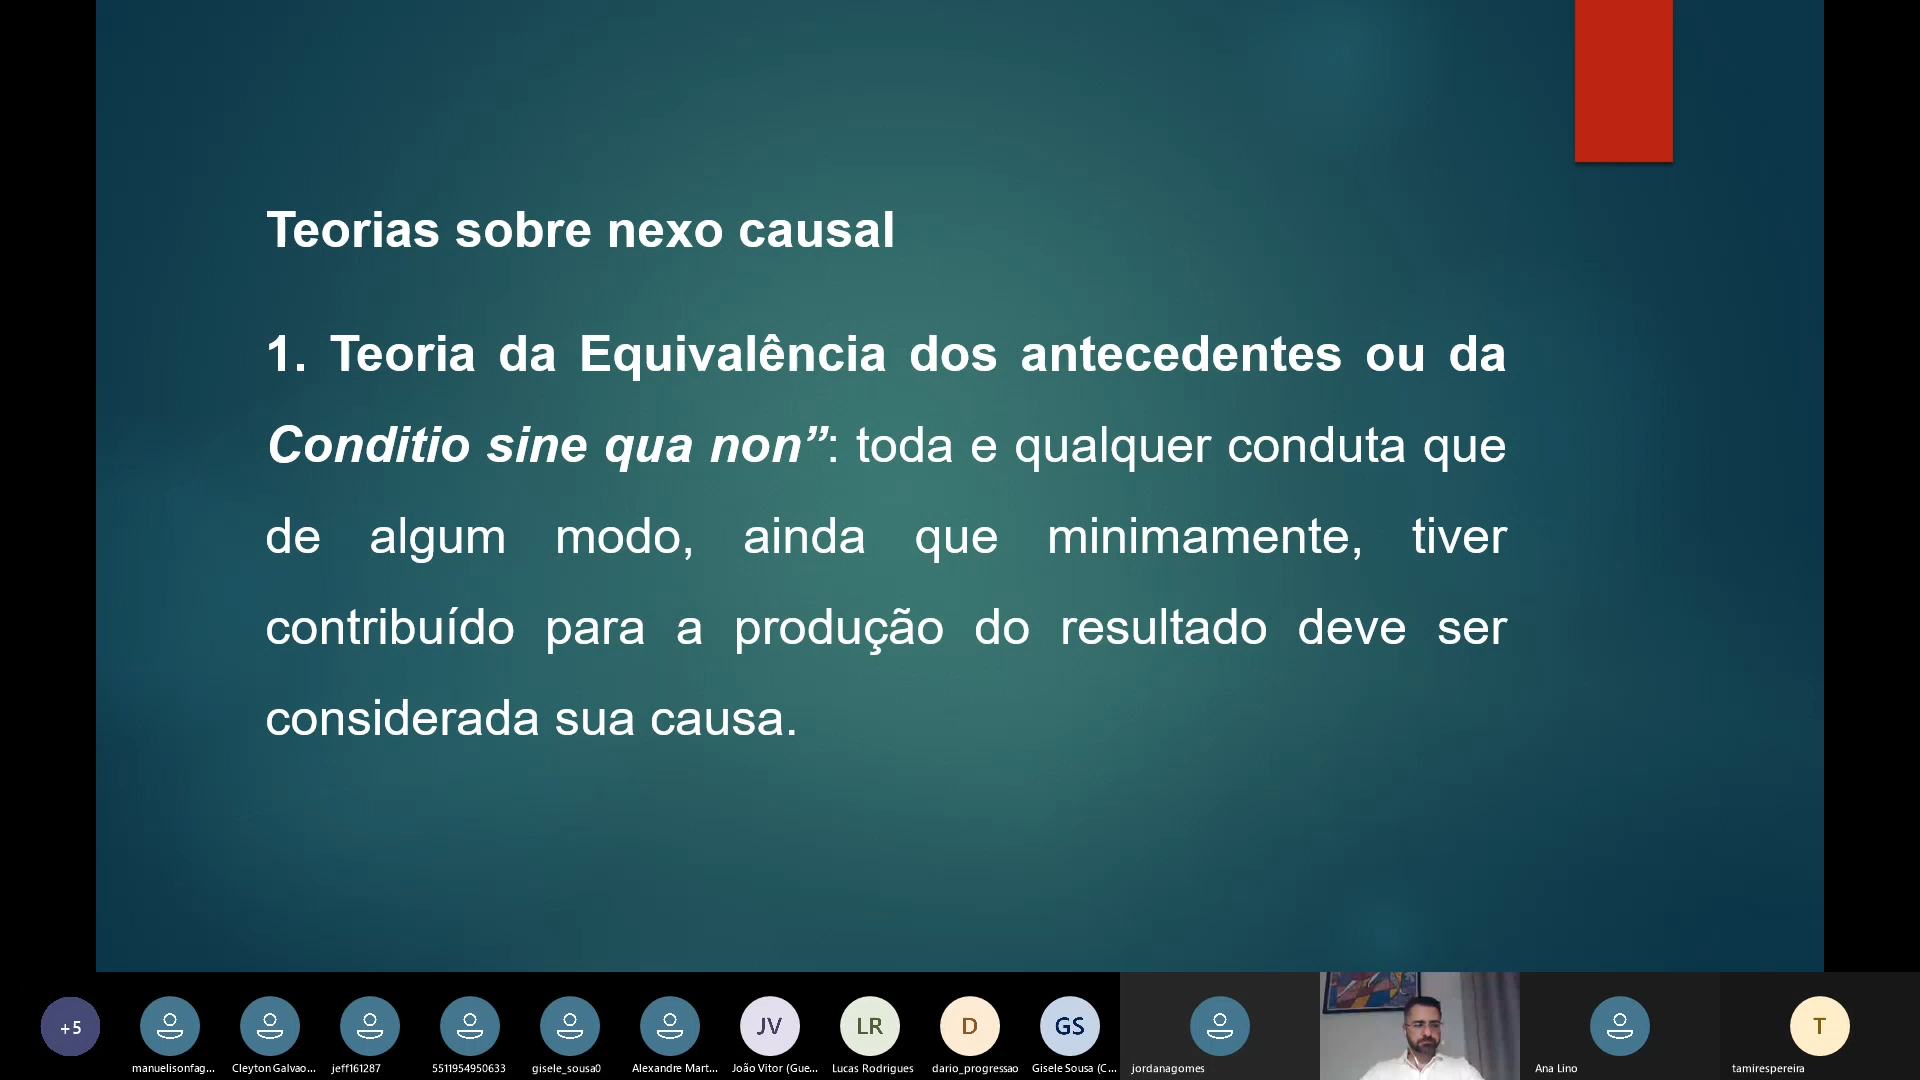 Teorias sobre nexo causal
1. Teoria da Equivalência dos antecedentes ou da
Conditio sine qua non”: toda e qualquer conduta que
de algum modo, ainda que minimamente, tiver
contribuído para a produção do resultado deve ser
considerada sua causa.
+5
JV
LR
D
GS
T
manuelisonfag...
Cleyton Galvao...
jeff161287
5511954950633
gisele_sousa0
Alexandre Mart...
João Vitor (Gue...
Lucas Rodrigues
dario_progressao
Gisele Sousa (C...
jordanagomes
Ana Lino
tamirespereira